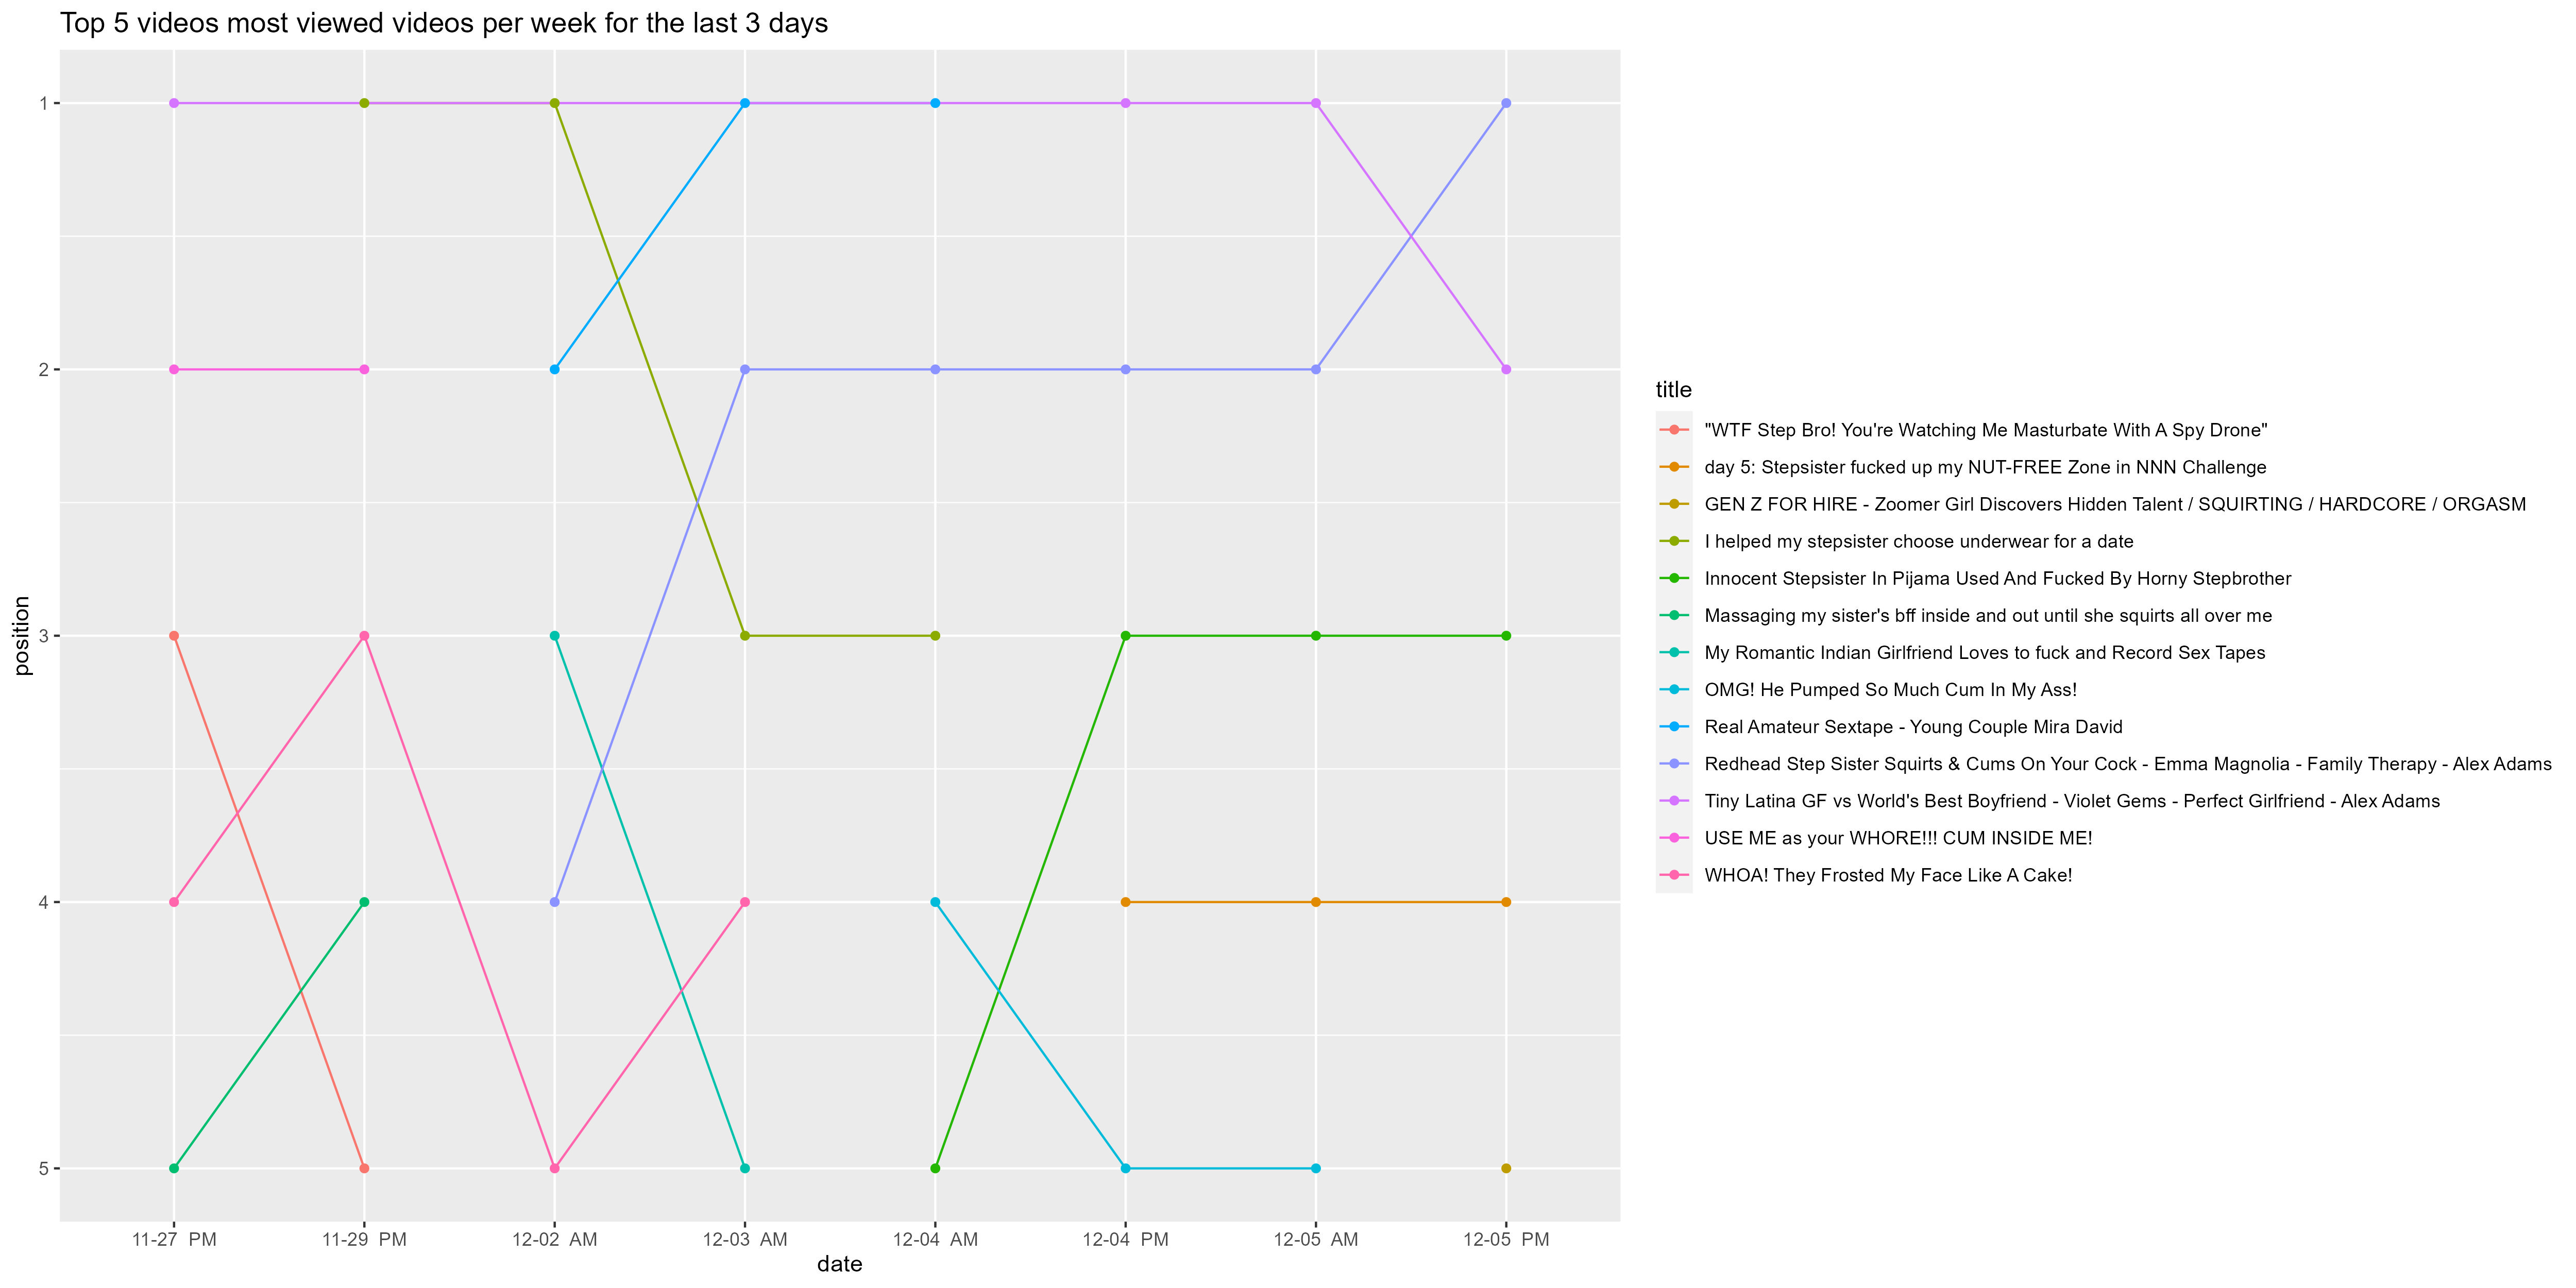 Top 5 videos most viewed videos per week for the last 3 days
position
1
2
3
4
5
11-27 PM
11-29 PM
12-02 AM
12-03 AM
12-04 AM
12-04 PM
12-05 AM
12-05 PM
date
title
"WTF Step Bro! You're Watching Me Masturbate With A Spy Drone"
day 5: Stepsister fucked up my NUT-FREE Zone in NNN Challenge
GEN Z FOR HIRE - Zoomer Girl Discovers Hidden Talent / SQUIRTING / HARDCORE / ORGASM
I helped my stepsister choose underwear for a date
Innocent Stepsister In Pijama Used And Fucked By Horny Stepbrother
Massaging my sister's bff inside and out until she squirts all over me
My Romantic Indian Girlfriend Loves to fuck and Record Sex Tapes
OMG! He Pumped So Much Cum In My Ass!
Real Amateur Sextape - Young Couple Mira David
Redhead Step Sister Squirts & Cums On Your Cock - Emma Magnolia - Family Therapy - Alex Adams
Tiny Latina GF vs World's Best Boyfriend - Violet Gems - Perfect Girlfriend - Alex Adams
USE ME as your WHORE!!! CUM INSIDE ME!
WHOA! They Frosted My Face Like A Cake!